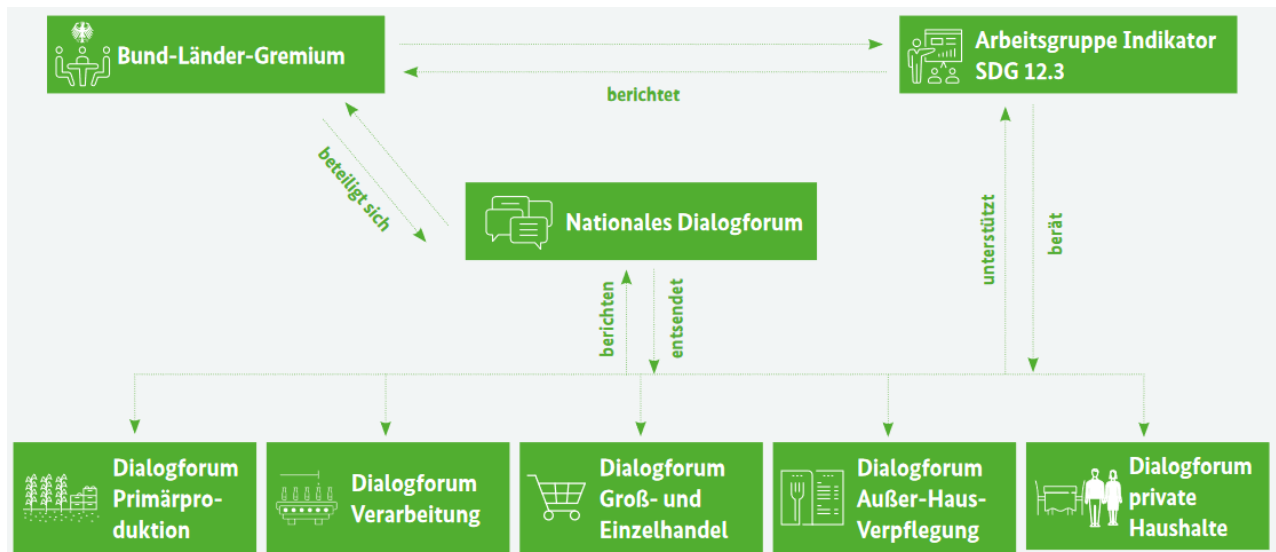 Bund-Länder-Gremium
Arbeitsgruppe Indikator
SDG 12.3
berichtet
beteiligt sich
Nationales Dialogforum
unterstützt
berät
berichten
entsendet
Dialogforum
Primärpro-
duktion
Dialogforum
Verarbeitung
Dialogforum
Groß- und
Einzelhandel
Dialogforum
Außer-Haus-
Verpflegung
Dialogforum
private
Haushalte